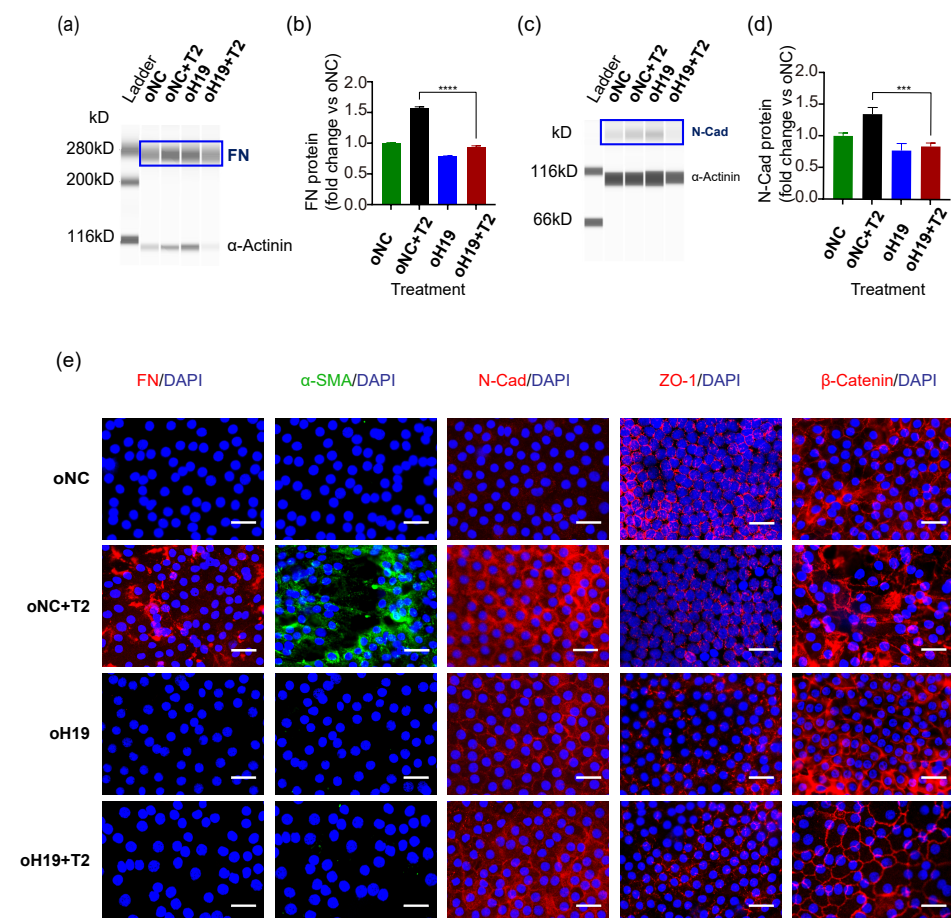 (a)
Ladder
oNC
oNC+T2
oH19
oH19+T2
kD
280kD
200kD
116kD
FN
α-Actinin
(b)
FN protein
(fold change vs oNC)
2.0
1.5
1.0
0.5
0.0
****
oNC
oNC+T2
oH19
oH19+T2
Treatment
(c)
Ladder
oNC
oNC+T2
oH19
oH19+T2
kD
116kD
66kD
N-Cad
α-Actinin
(d)
N-Cad protein
(fold change vs oNC)
2.0
1.5
1.0
0.5
0.0
***
oNC
oNC+T2
oH19
oH19+T2
Treatment
(e)
FN/DAPI
α-SMA/DAPI
N-Cad/DAPI
ZO-1/DAPI
β-Catenin/DAPI
oNC
oNC+T2
oH19
oH19+T2